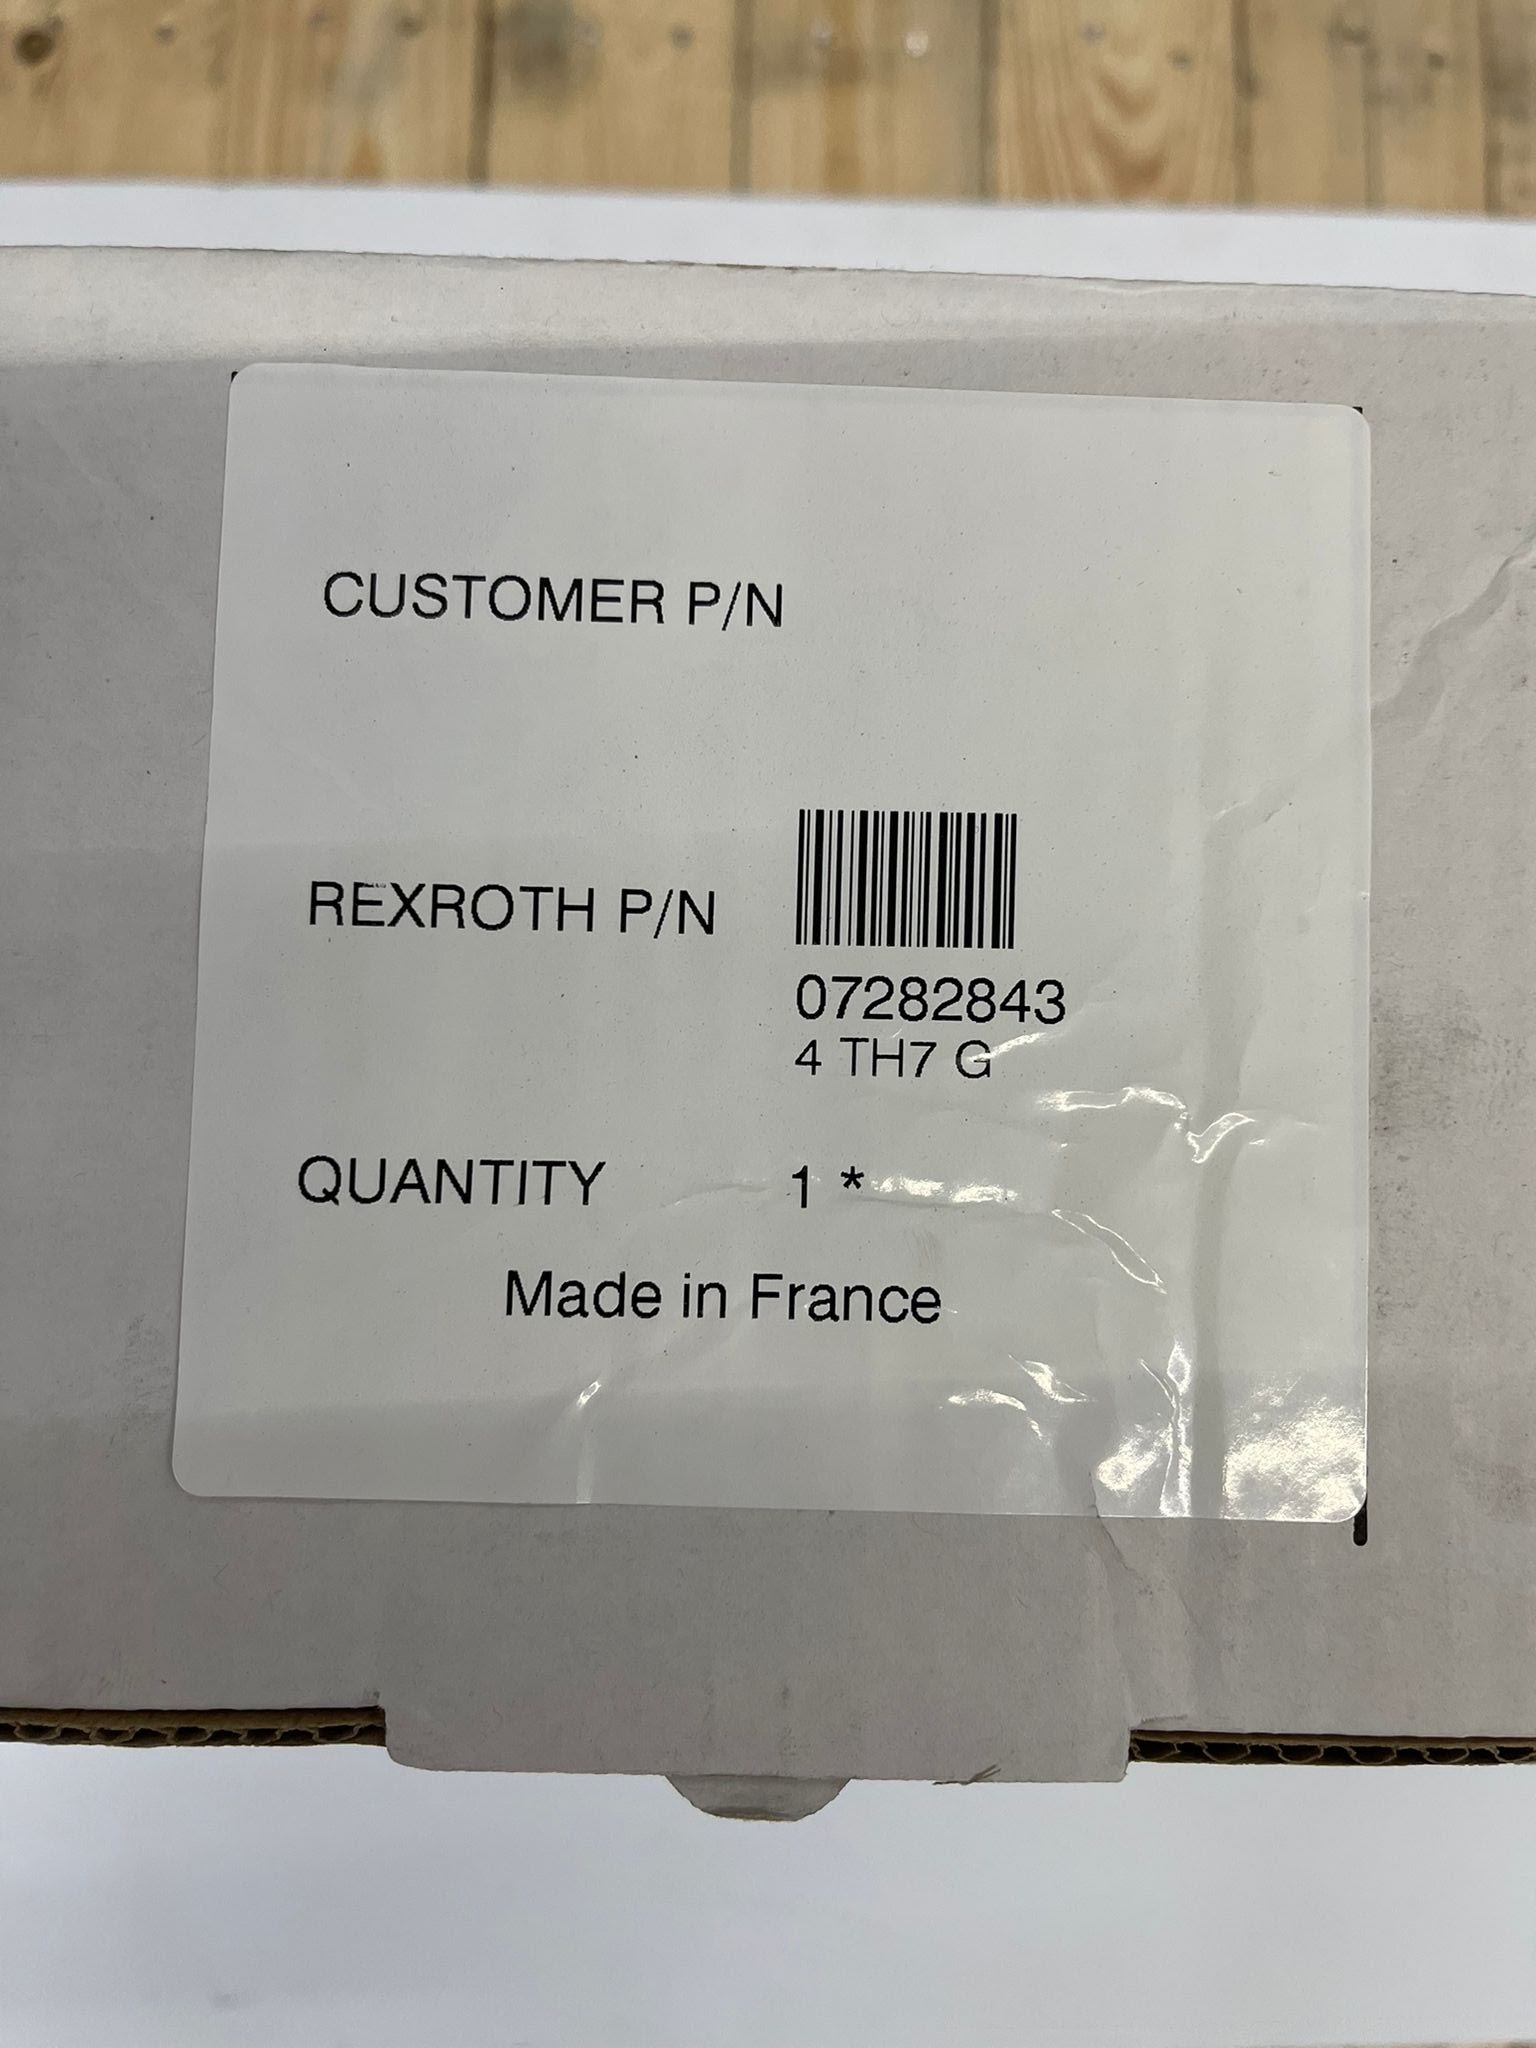 CUSTOMER P/N
REXROTH P/N
07282843
4 TH7 G
QUANTITY 1 *
Made in France